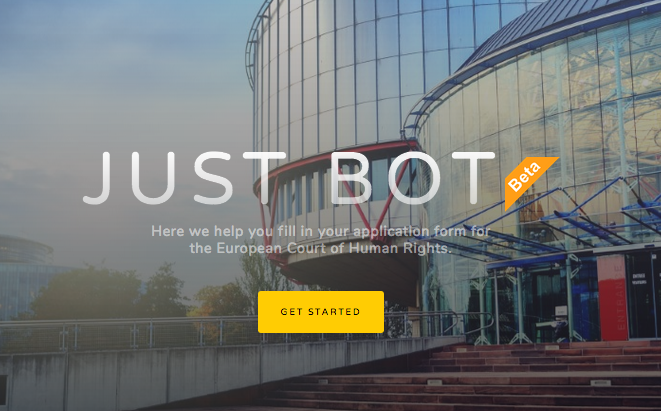 JUST BOT
Beta
Here we help you fill in your application form for
the European Court of Human Rights.
GET STARTED